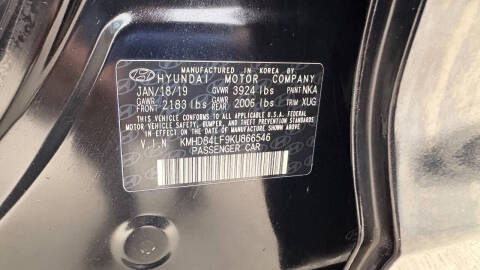 MANUFACTURED IN KOREA BY
HYUNDAI MOTOR COMPANY
JAN/18/19 GVWR 3924 lbs PAINT NKA
GAWR FRONT 2183 lbs GAWR REAR 2006 lbs TRIM XUG
THIS VEHICLE CONFORMS TO ALL APPLICABLE U.S. FEDERAL MOTOR
VEHICLE SAFETY, BUMPER, AND THEFT PREVENTION STANDARDS
IN EFFECT ON THE DATE OF MANUFACTURE SHOWN ABOVE.
V.I.N KMHD84LF9KU866546
PASSENGER CAR